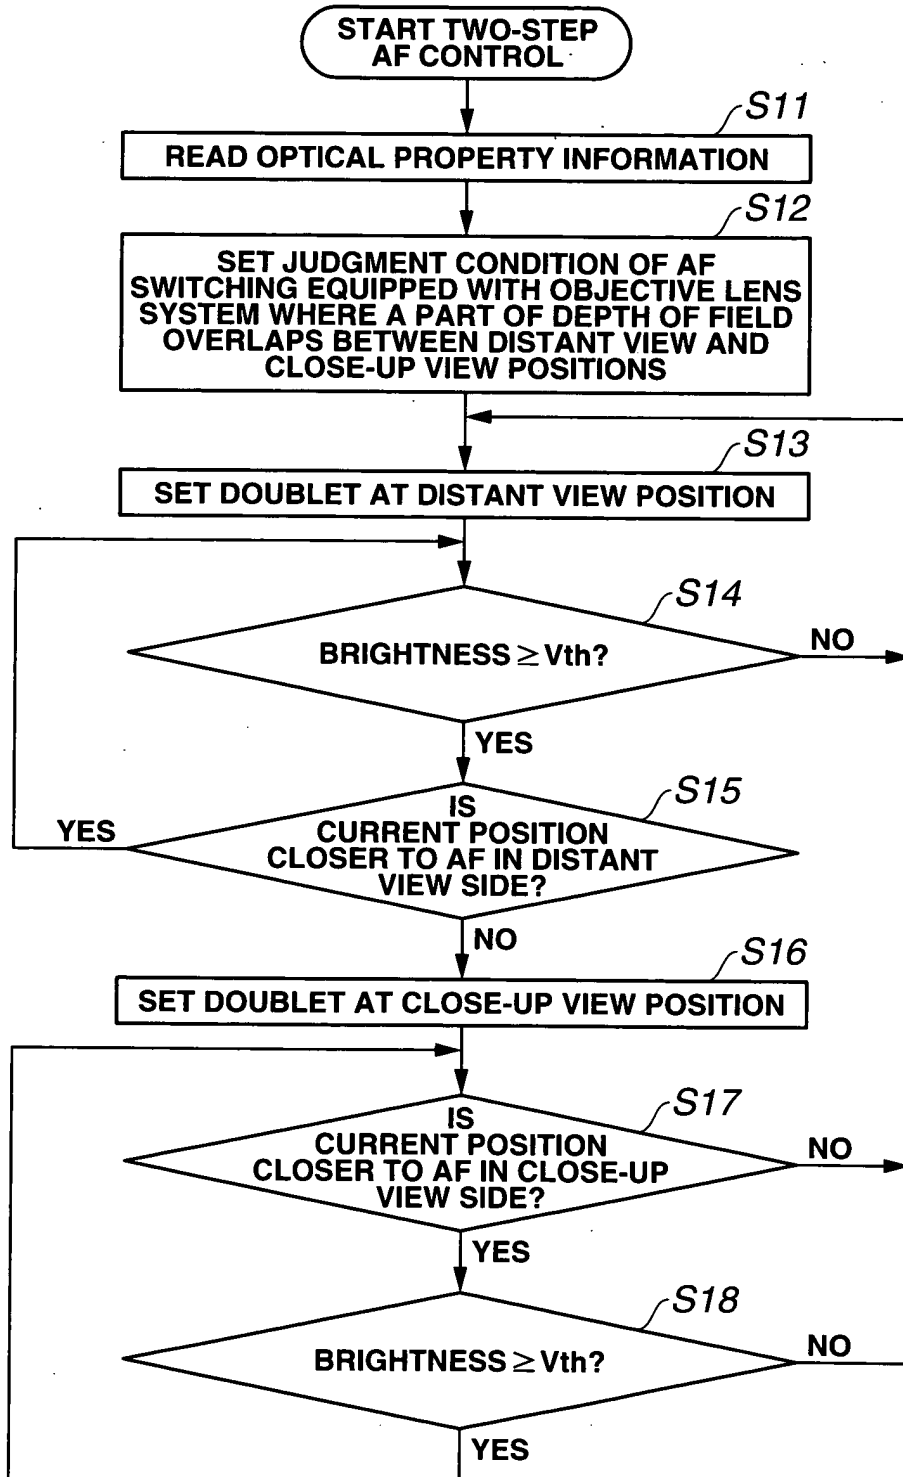 START TWO-STEP
AF CONTROL
S11
READ OPTICAL PROPERTY INFORMATION
S12
SET JUDGMENT CONDITION OF AF
SWITCHING EQUIPPED WITH OBJECTIVE LENS
SYSTEM WHERE A PART OF DEPTH OF FIELD
OVERLAPS BETWEEN DISTANT VIEW AND
CLOSE-UP VIEW POSITIONS
S13
SET DOUBLET AT DISTANT VIEW POSITION
S14
BRIGHTNESS ≥ Vth?
NO
YES
S15
IS
CURRENT POSITION
CLOSER TO AF IN DISTANT
VIEW SIDE?
YES
NO
S16
SET DOUBLET AT CLOSE-UP VIEW POSITION
S17
IS
CURRENT POSITION
CLOSER TO AF IN CLOSE-UP
VIEW SIDE?
NO
YES
S18
BRIGHTNESS ≥ Vth?
NO
YES